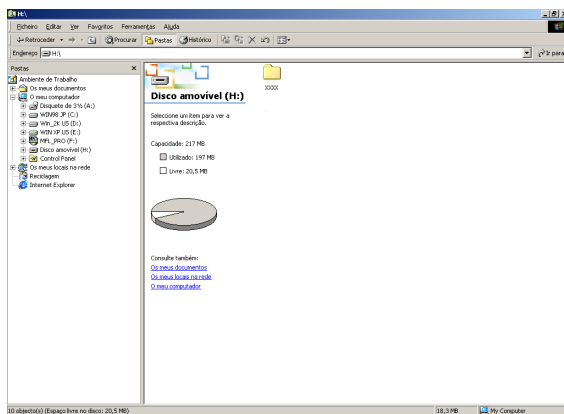 H:\
Ficheiro Editar Ver Favoritos Ferramentas Ajuda
Retroceder Procurar Pastas Histórico
Endereço H:\ Ir para
Pastas
Ambiente de Trabalho
Os meus documentos
O meu computador
Disquete de 3½ (A:)
WIN98 JP (C:)
Win_2K US (D:)
WIN XP US (E:)
MFL_PRO (F:)
Disco amovível (H:)
Control Panel
Os meus locais na rede
Reciclagem
Internet Explorer
Disco amovível (H:)
Seleccione um item para ver a
respectiva descrição.
Capacidade: 217 MB
Utilizado: 197 MB
Livre: 20,5 MB
Consulte também:
Os meus documentos
Os meus locais na rede
O meu computador
XXXX
10 objecto(s) (Espaço livre no disco: 20,5 MB) 18,3 MB My Computer